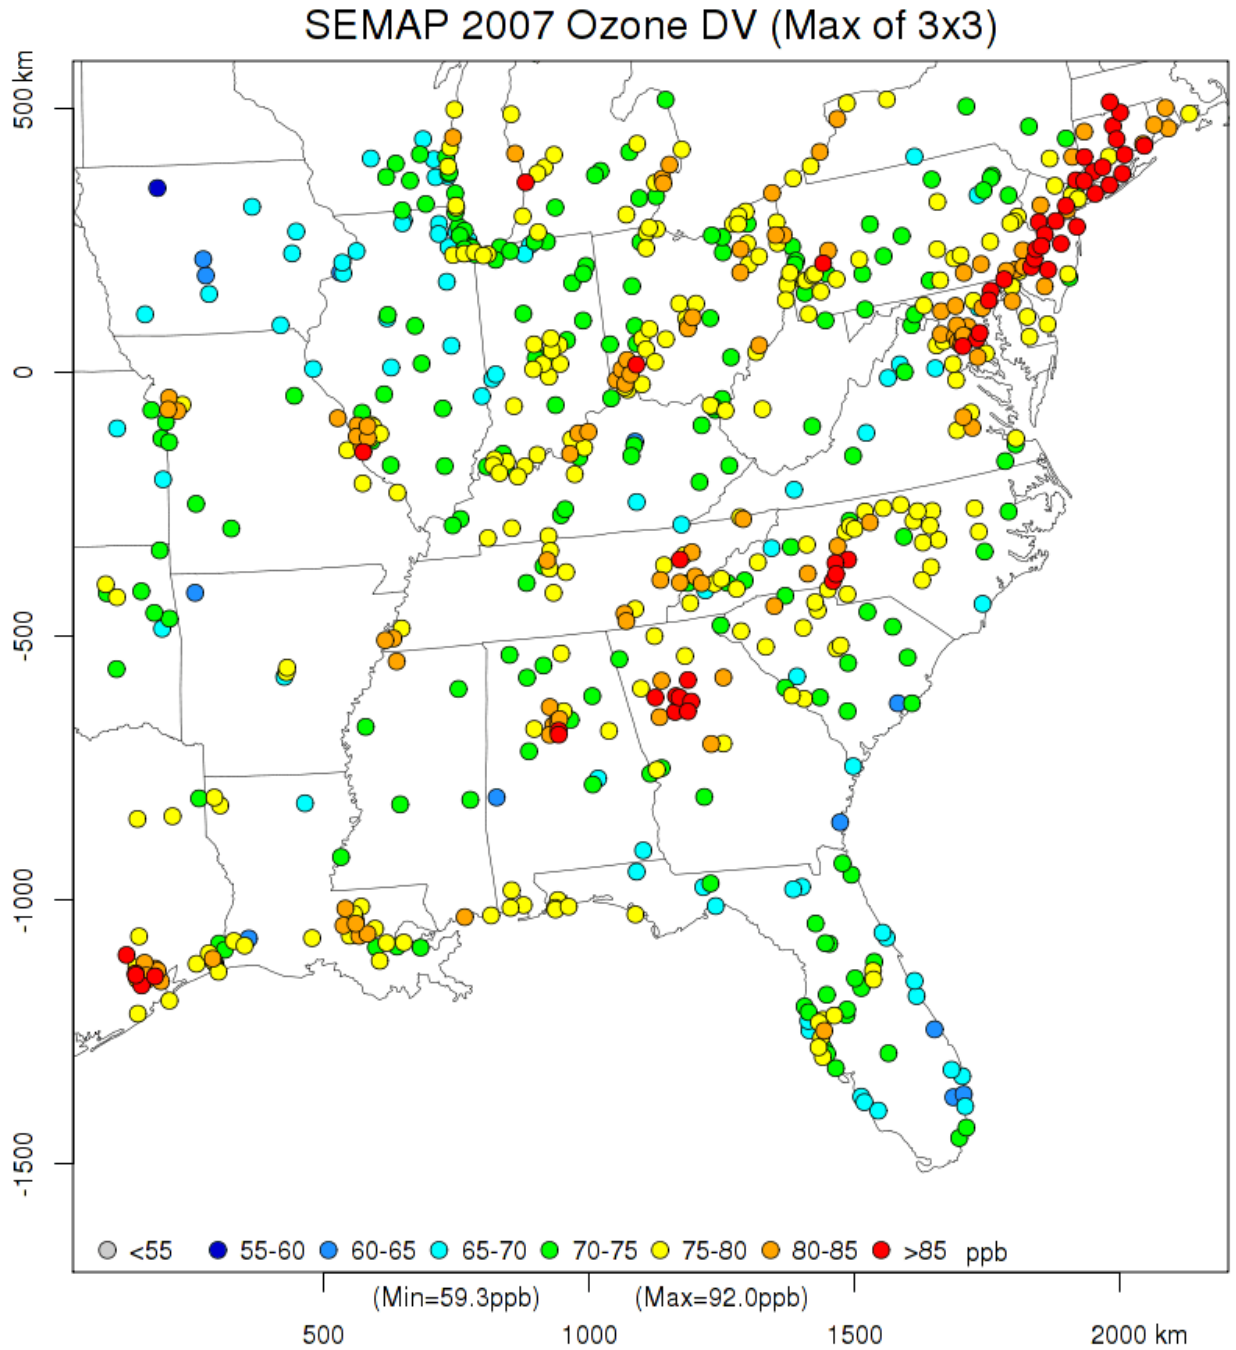 SEMAP 2007 Ozone DV (Max of 3x3)
500 km
0
-500
-1000
-1500
<55 55-60 60-65 65-70 70-75 75-80 80-85 >85 ppb
(Min=59.3ppb) (Max=92.0ppb)
500 1000 1500 2000 km